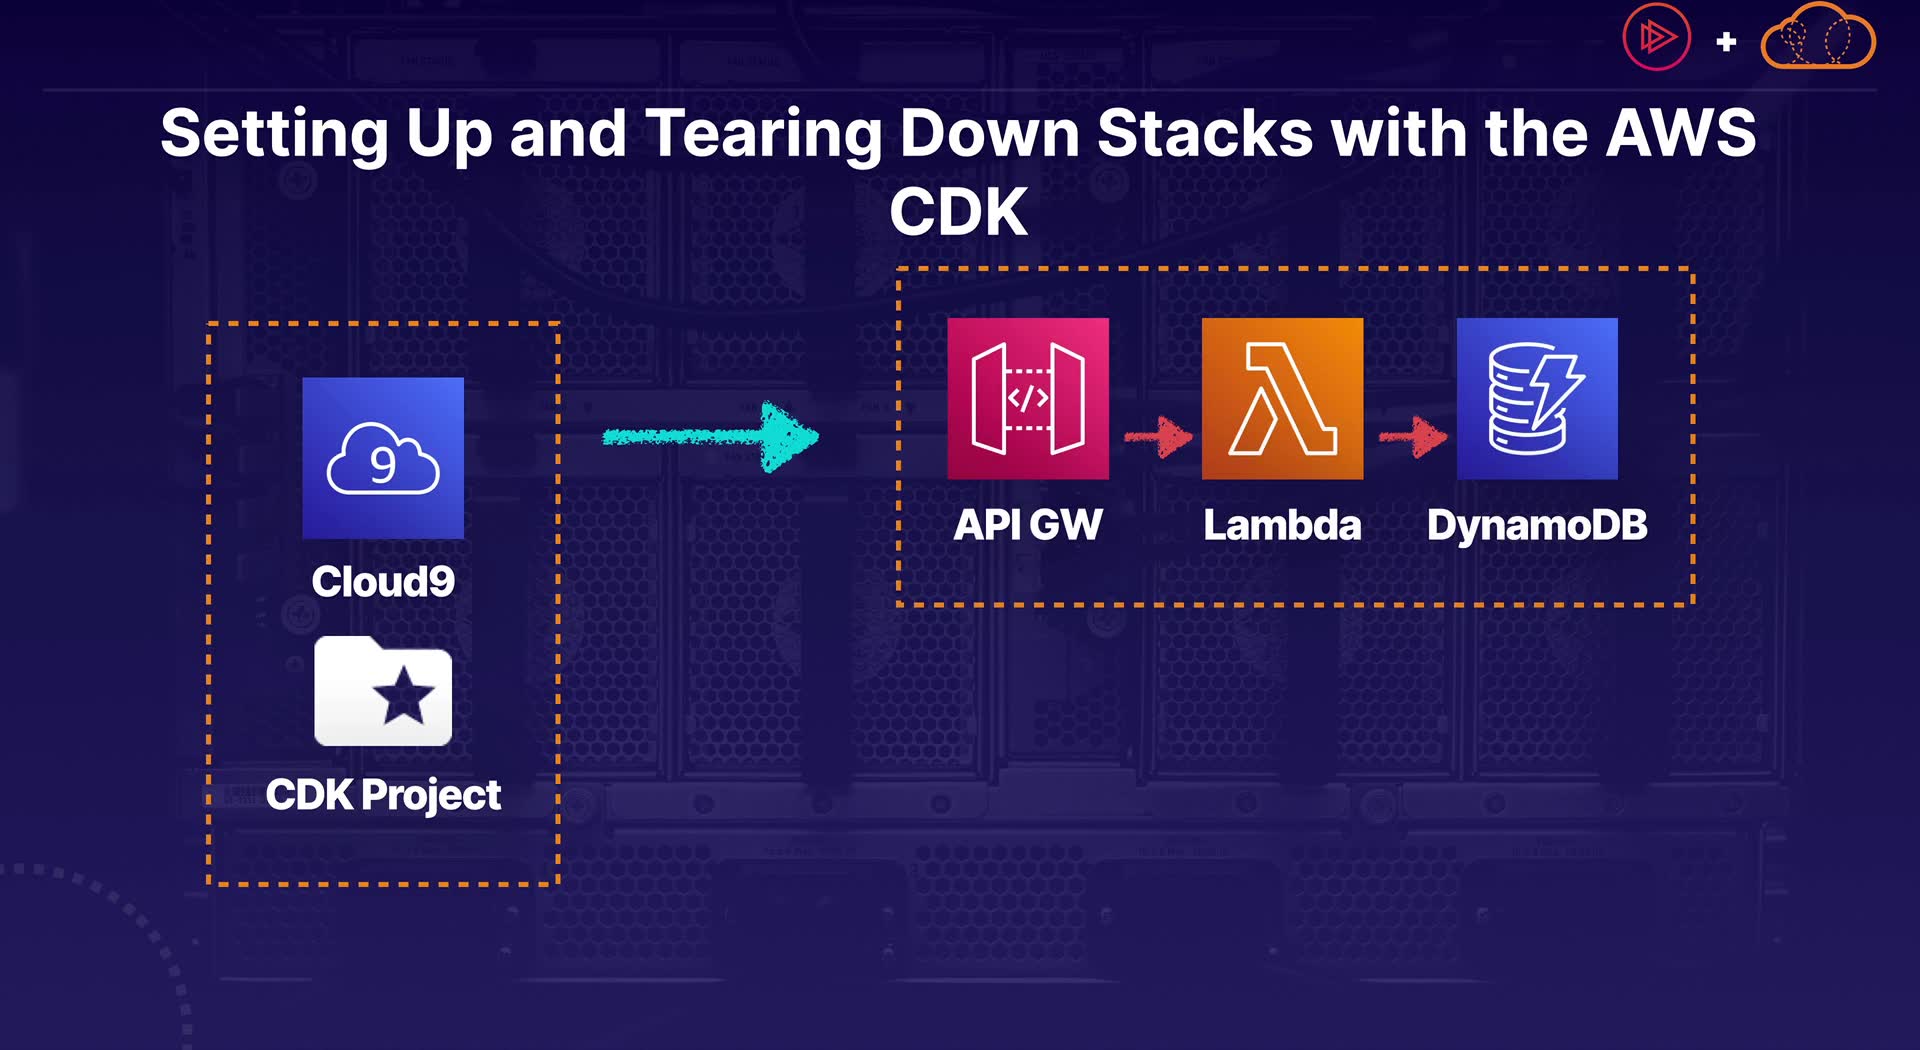 Setting Up and Tearing Down Stacks with the AWS
CDK
9
Cloud9
CDK Project
</>
API GW
Lambda
DynamoDB